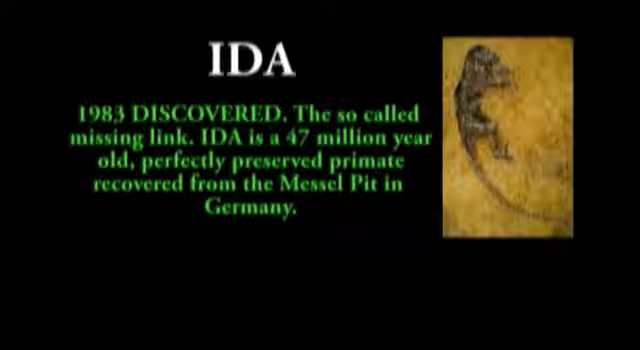 IDA
1983 DISCOVERED. The so called
missing link. IDA is a 47 million year
old, perfectly preserved primate
recovered from the Messel Pit in
Germany.